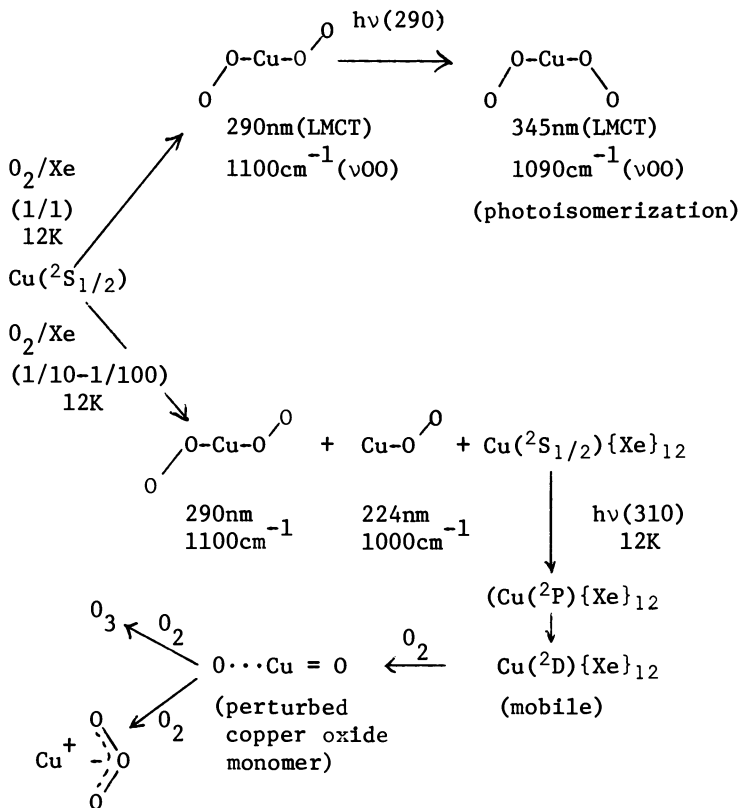 hν(290)
O
O-Cu-O
O
O-Cu-O
O
O
290nm(LMCT)
345nm(LMCT)
1100cm⁻¹(νOO)
1090cm⁻¹(νOO)
(photoisomerization)
O₂/Xe
(1/1)
12K
Cu(²S₁/₂)
O₂/Xe
(1/10-1/100)
12K
O
O-Cu-O
O
+
O
Cu-O
+ Cu(²S₁/₂){Xe}₁₂
290nm
1100cm⁻¹
224nm
1000cm⁻¹
hν(310)
12K
(Cu(²P){Xe}₁₂
Cu(²D){Xe}₁₂
(mobile)
O₂
O···Cu = O
(perturbed
copper oxide
monomer)
O₂
O₃
O₂
O
Cu⁺ -O
O